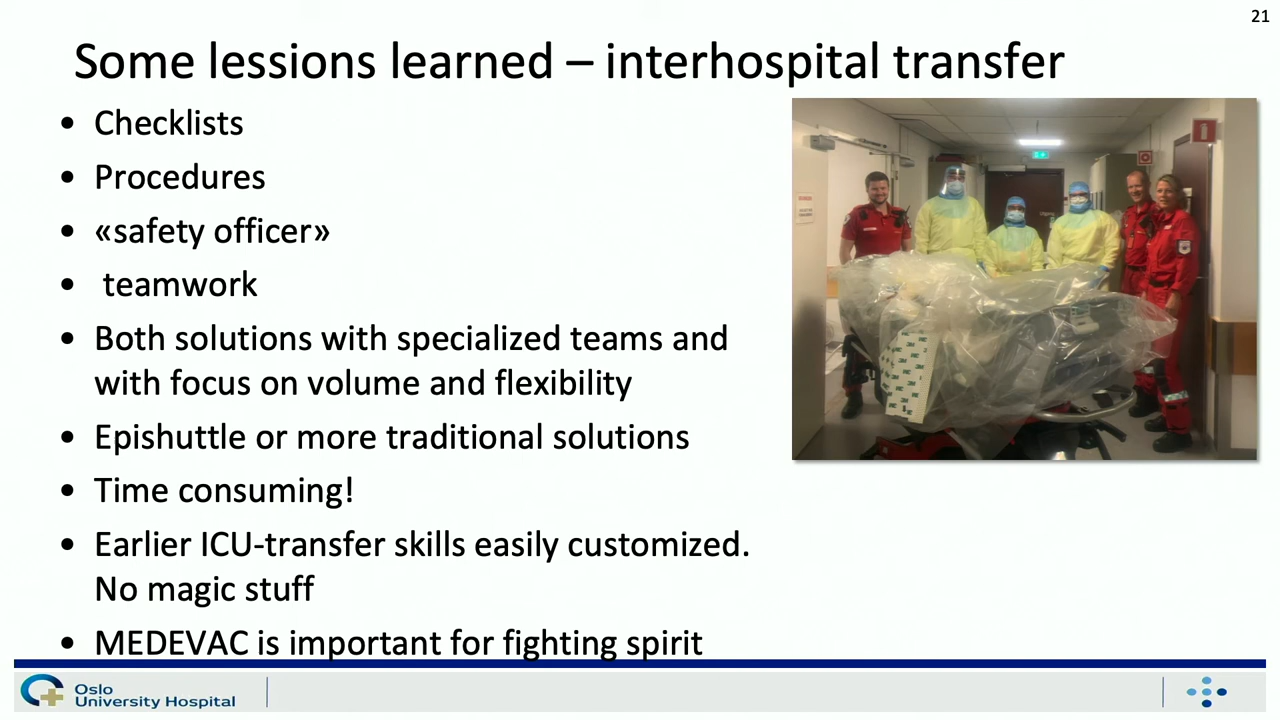 21
Some lessions learned – interhospital transfer
• Checklists
• Procedures
• «safety officer»
• teamwork
• Both solutions with specialized teams and
with focus on volume and flexibility
• Epishuttle or more traditional solutions
• Time consuming!
• Earlier ICU-transfer skills easily customized.
No magic stuff
• MEDEVAC is important for fighting spirit
Oslo
University Hospital